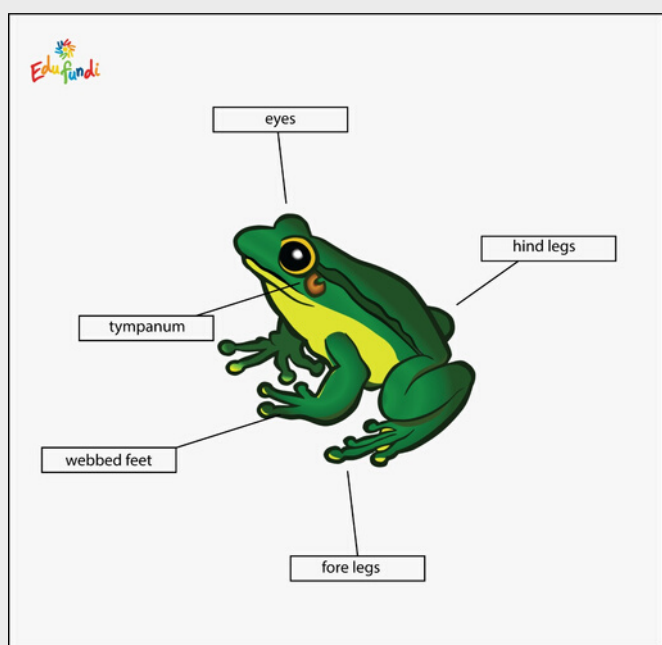 Edufundi
eyes
hind legs
tympanum
webbed feet
fore legs